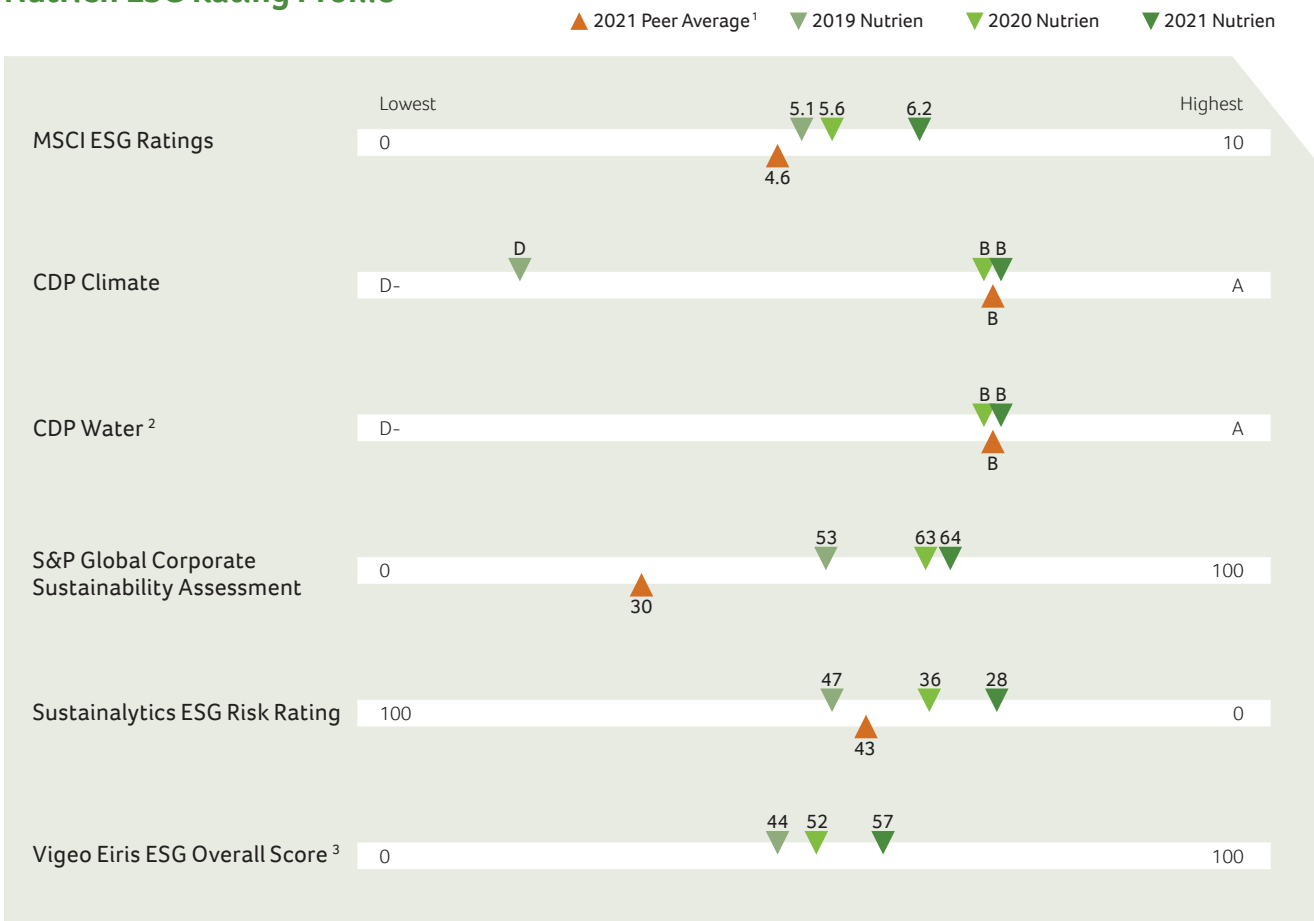 Nutrien ESG Rating Profile
2021 Peer Average¹ 2019 Nutrien 2020 Nutrien 2021 Nutrien
Lowest Highest
MSCI ESG Ratings
5.1 5.6 6.2
0 10
4.6
CDP Climate
D B B
D- A
B
CDP Water ²
B B
D- A
B
S&P Global Corporate
Sustainability Assessment
53 63 64
0 100
30
Sustainalytics ESG Risk Rating
47 36 28
100 0
43
Vigeo Eiris ESG Overall Score ³
44 52 57
0 100